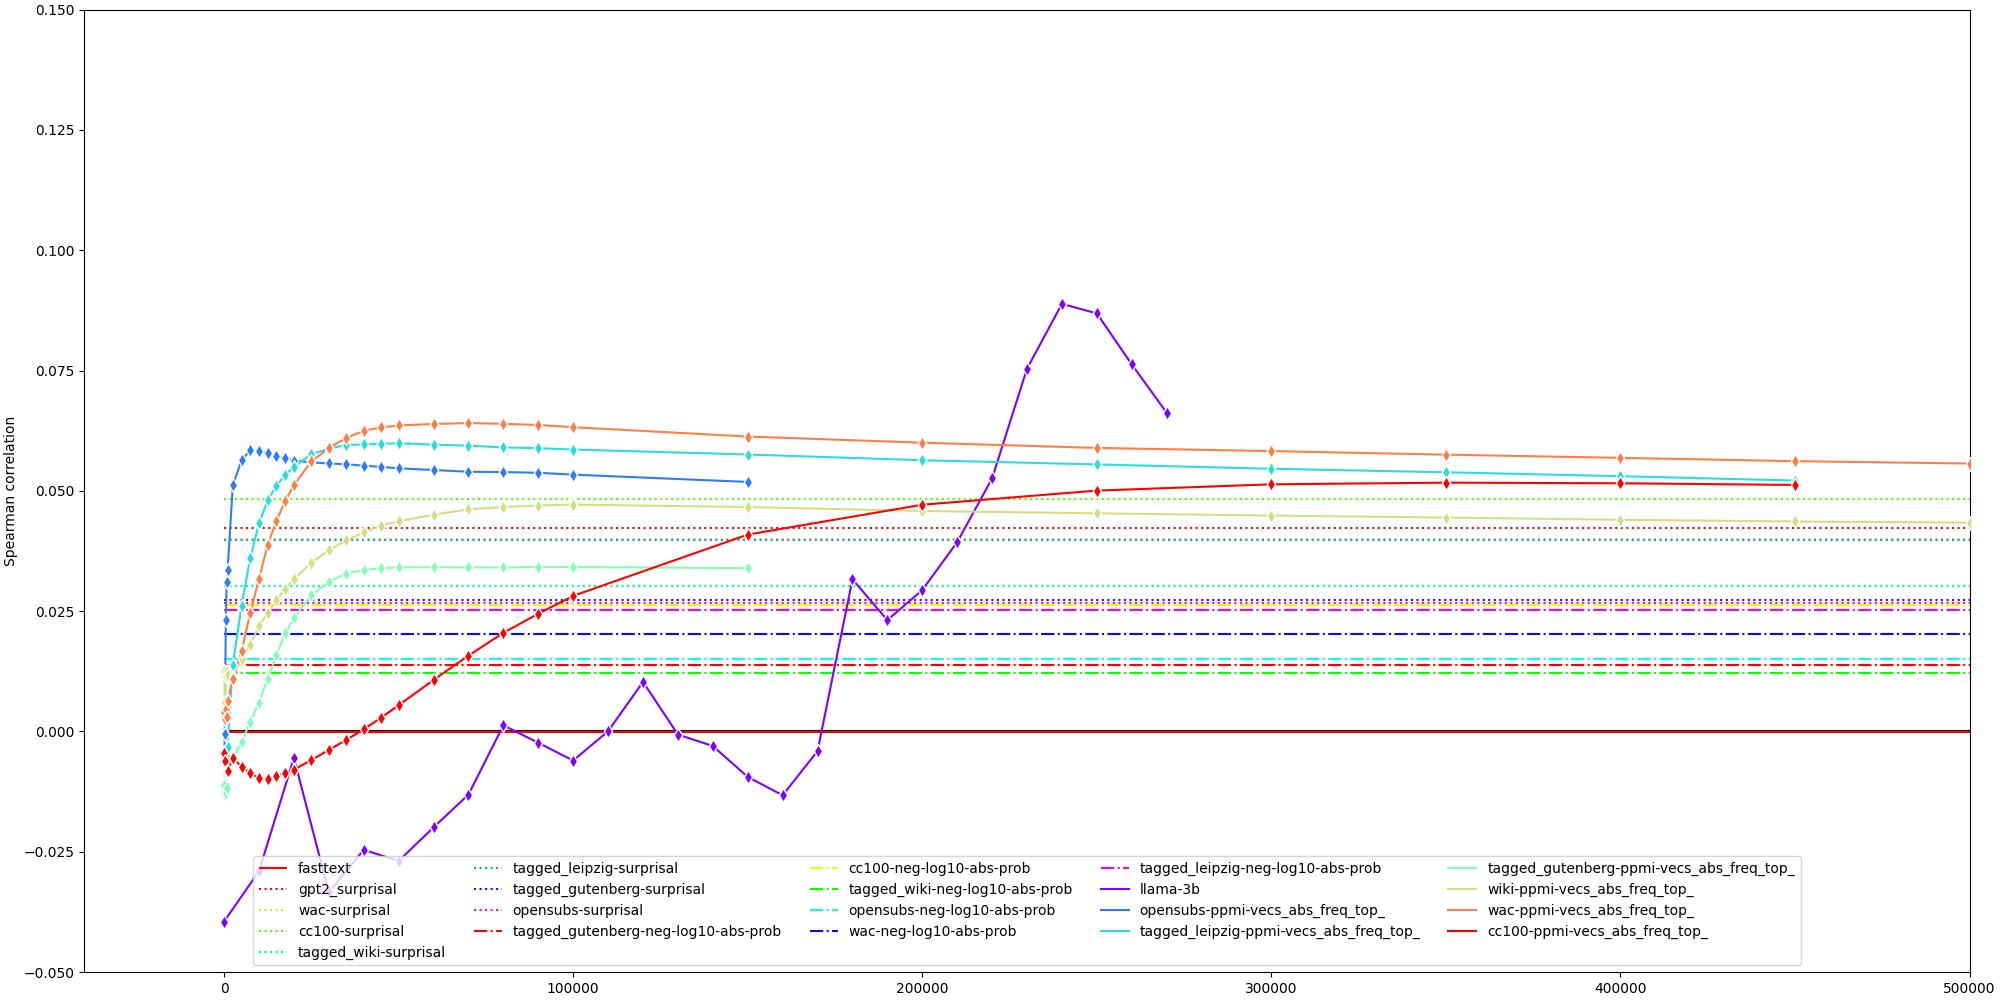 0.150
0.125
0.100
0.075
0.050
0.025
0.000
−0.025
−0.050
Spearman correlation
0
100000
200000
300000
400000
500000
fasttext
gpt2_surprisal
wac-surprisal
cc100-surprisal
tagged_wiki-surprisal
tagged_leipzig-surprisal
tagged_gutenberg-surprisal
opensubs-surprisal
tagged_gutenberg-neg-log10-abs-prob
cc100-neg-log10-abs-prob
tagged_wiki-neg-log10-abs-prob
opensubs-neg-log10-abs-prob
wac-neg-log10-abs-prob
tagged_leipzig-neg-log10-abs-prob
llama-3b
opensubs-ppmi-vecs_abs_freq_top_
tagged_leipzig-ppmi-vecs_abs_freq_top_
tagged_gutenberg-ppmi-vecs_abs_freq_top_
wiki-ppmi-vecs_abs_freq_top_
wac-ppmi-vecs_abs_freq_top_
cc100-ppmi-vecs_abs_freq_top_